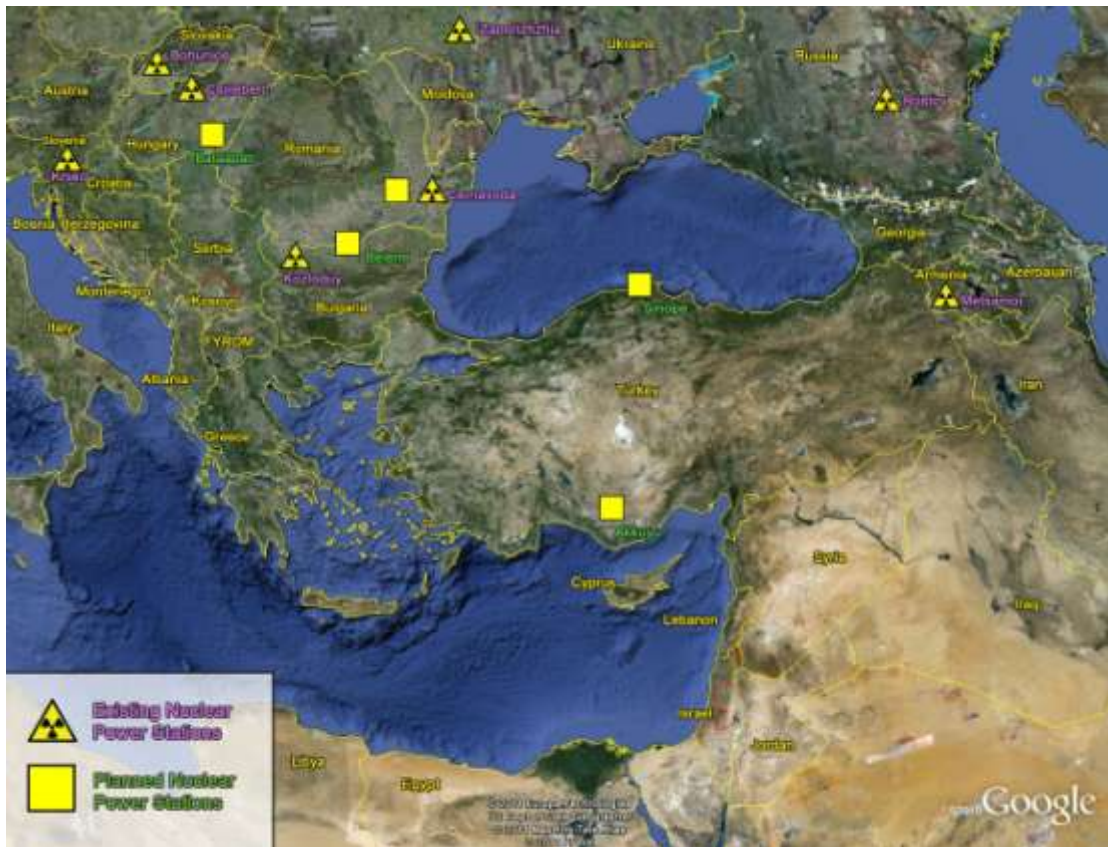 Slovakia
Zaporizhzhia
Ukraine
Russia
Bohunice
Austria
Moldova
Slovenia
Hungary
Romania
Krsko
Croatia
Cernavoda
Bosnia Herzegovina
Serbia
Belene
Georgia
Kozloduy
Armenia
Azerbaijan
Montenegro
Kosovo
Bulgaria
Metsamor
Sinope
Italy
FYROM
Albania
Turkey
Iran
Greece
Akkuyu
Syria
Cyprus
Iraq
Lebanon
Israel
Jordan
Libya
Egypt
Existing Nuclear
Power Stations
Planned Nuclear
Power Stations
Google